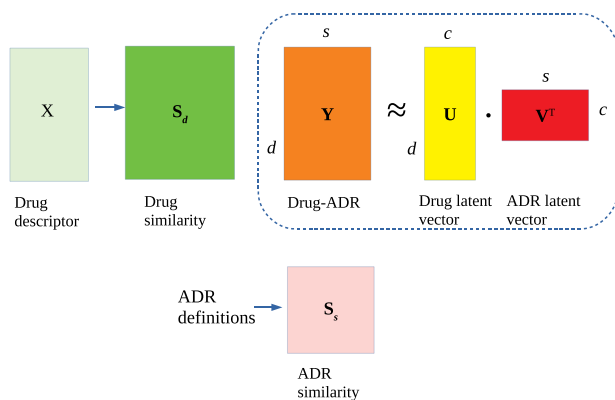 s
c
s
X
S_d
Y
≈
U
·
V^T
c
d
d
Drug
descriptor
Drug
similarity
Drug-ADR
Drug latent
vector
ADR latent
vector
ADR
definitions
S_s
ADR
similarity